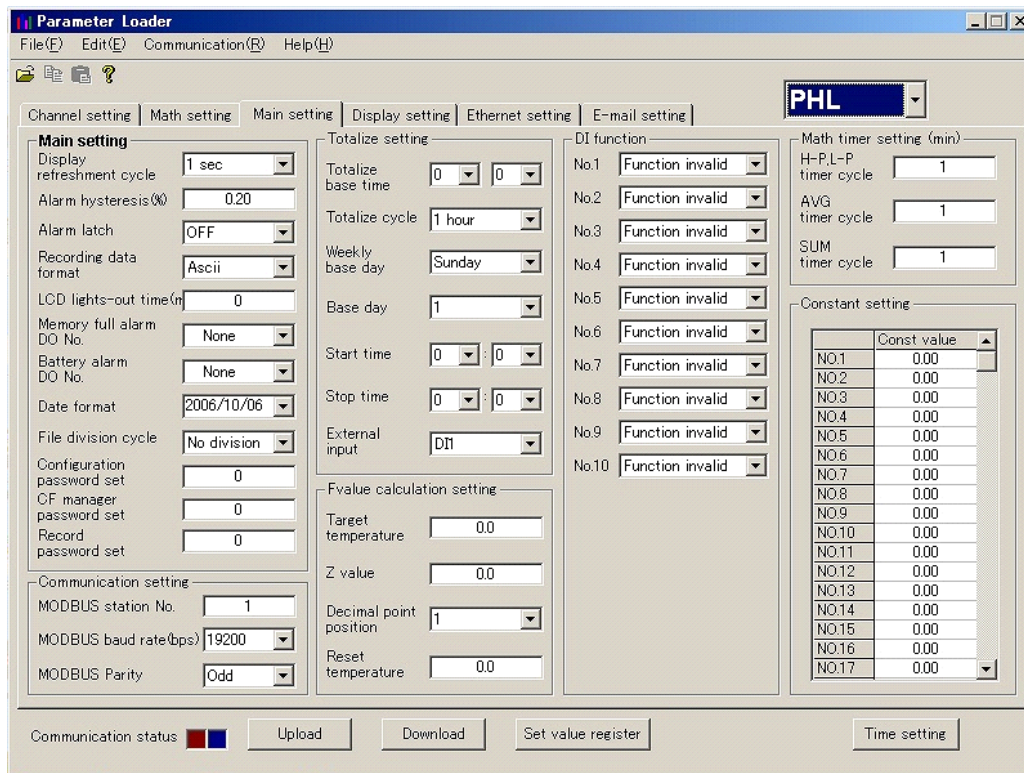 Parameter Loader
File(F) Edit(E) Communication(R) Help(H)
PHL
Channel setting Math setting Main setting Display setting Ethernet setting E-mail setting
Main setting
Display refreshment cycle 1 sec
Alarm hysteresis(%) 0.20
Alarm latch OFF
Recording data format Ascii
LCD lights-out time(m 0
Memory full alarm DO No. None
Battery alarm DO No. None
Date format 2006/10/06
File division cycle No division
Configuration password set 0
CF manager password set 0
Record password set 0
Communication setting
MODBUS station No. 1
MODBUS baud rate(bps) 19200
MODBUS Parity Odd
Totalize setting
Totalize base time 0 0
Totalize cycle 1 hour
Weekly base day Sunday
Base day 1
Start time 0 : 0
Stop time 0 : 0
External input DI1
Fvalue calculation setting
Target temperature 0.0
Z value 0.0
Decimal point position 1
Reset temperature 0.0
DI function
No.1 Function invalid
No.2 Function invalid
No.3 Function invalid
No.4 Function invalid
No.5 Function invalid
No.6 Function invalid
No.7 Function invalid
No.8 Function invalid
No.9 Function invalid
No.10 Function invalid
Math timer setting (min)
H-P,L-P timer cycle 1
AVG timer cycle 1
SUM timer cycle 1
Constant setting
Const value
NO.1 0.00
NO.2 0.00
NO.3 0.00
NO.4 0.00
NO.5 0.00
NO.6 0.00
NO.7 0.00
NO.8 0.00
NO.9 0.00
NO.10 0.00
NO.11 0.00
NO.12 0.00
NO.13 0.00
NO.14 0.00
NO.15 0.00
NO.16 0.00
NO.17 0.00
Communication status Upload Download Set value register Time setting